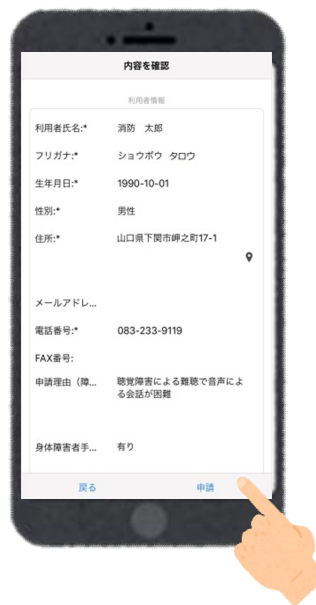 内容を確認
利用者情報
利用者氏名:* 消防 太郎
フリガナ:* ショウボウ タロウ
生年月日:* 1990-10-01
性別:* 男性
住所:* 山口県下関市岬之町17-1
メールアドレ...
電話番号:* 083-233-9119
FAX番号:
申請理由（障... 聴覚障害による難聴で音声によ
る会話が困難
身体障害者手... 有り
戻る 申請